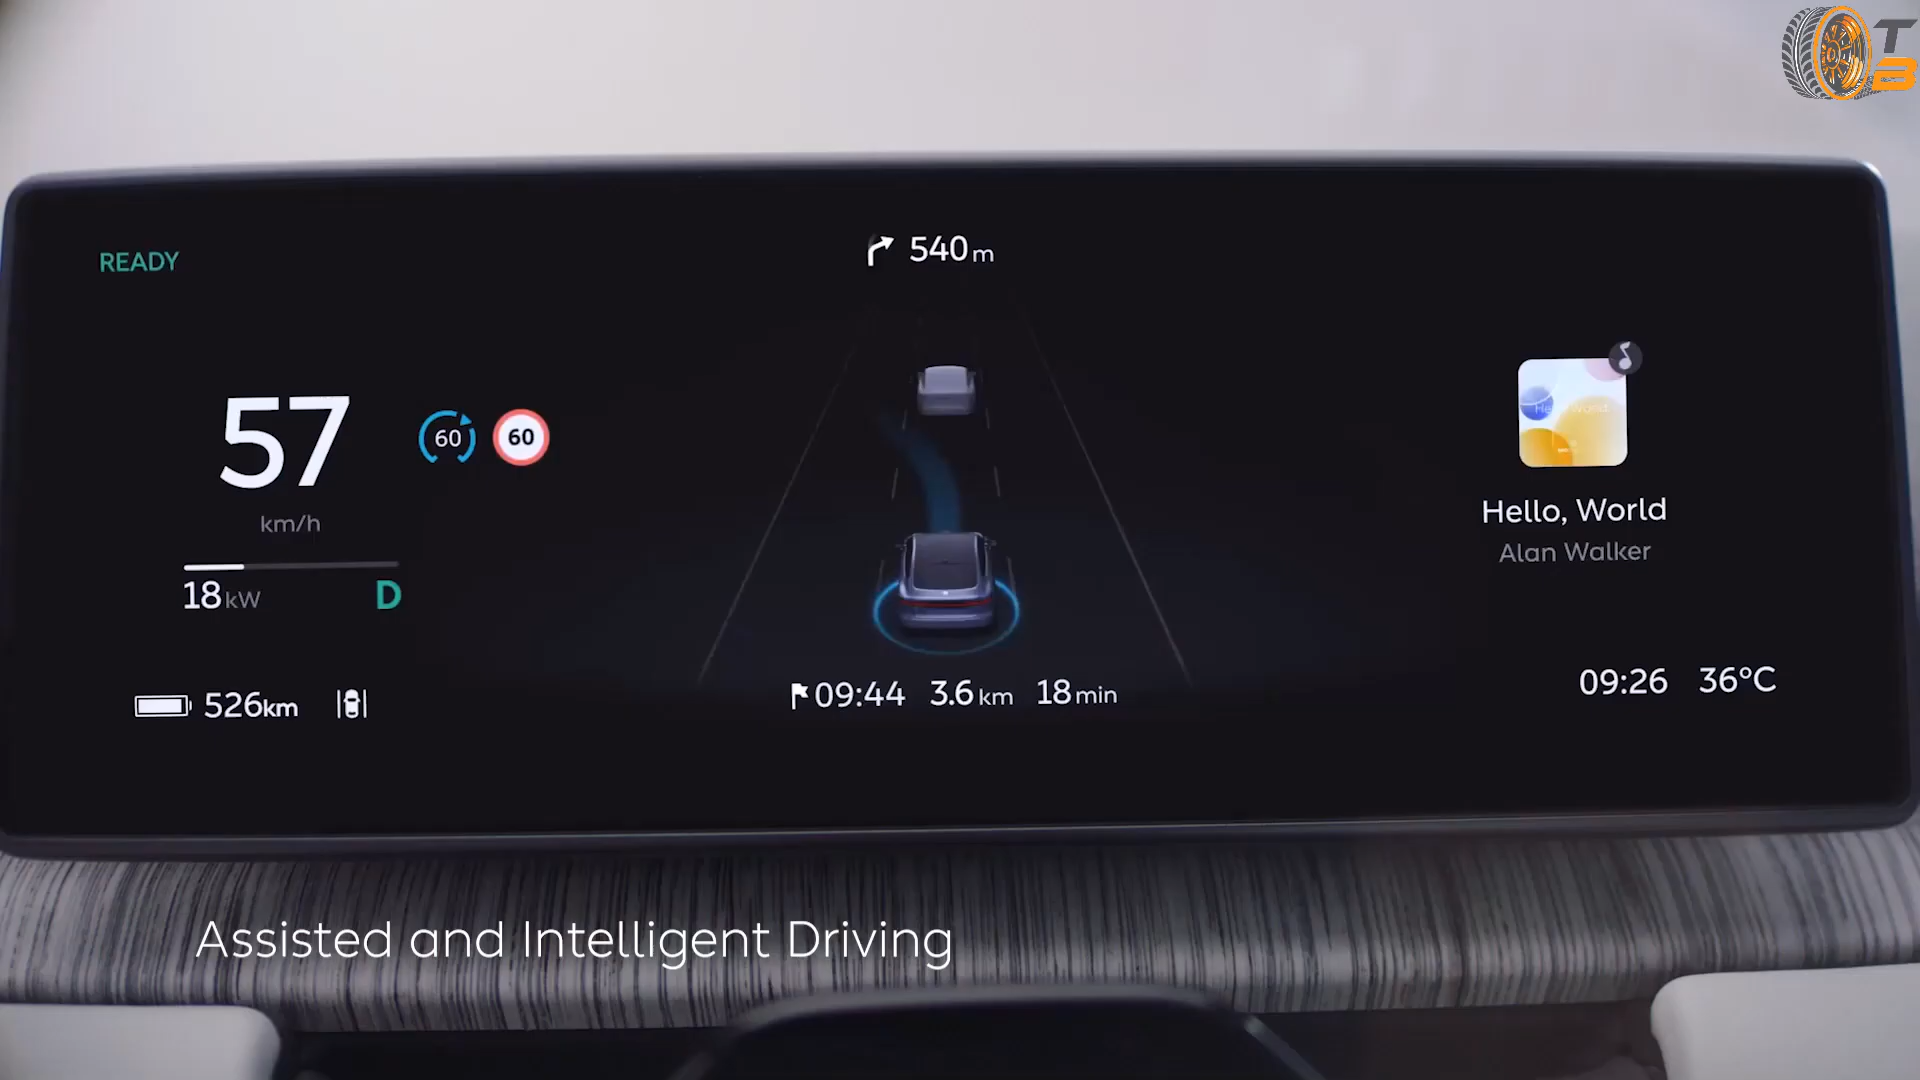 TB
READY
540 m
57
60
60
km/h
18 kW
D
526km
09:44 3.6 km 18 min
Hello, World
Alan Walker
09:26 36°C
Assisted and Intelligent Driving